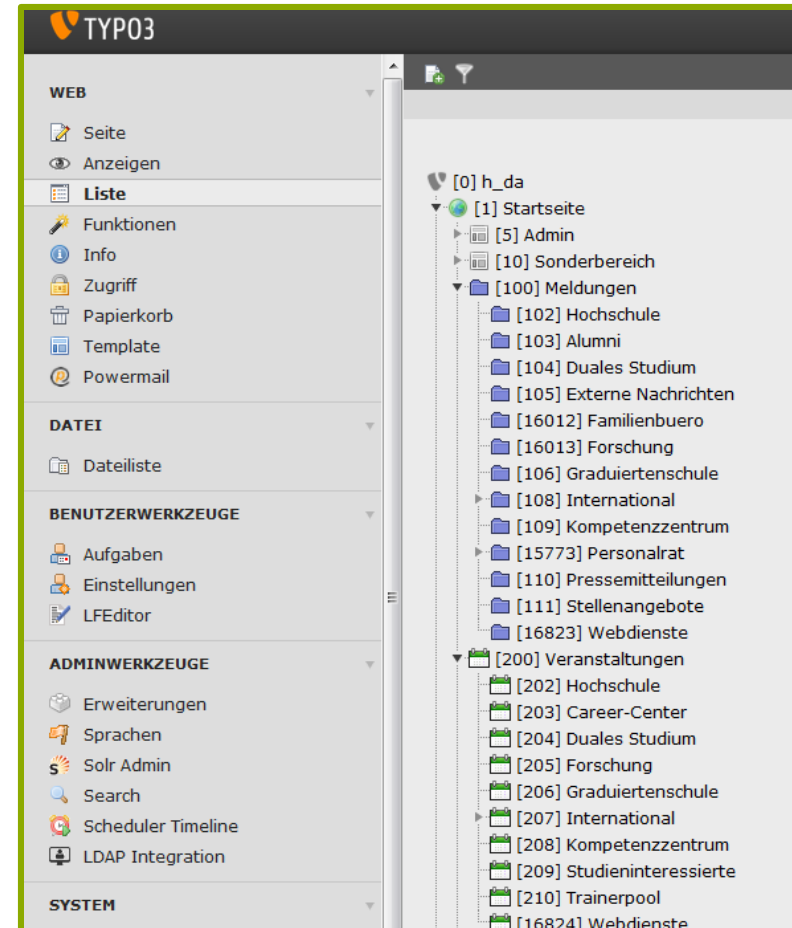 TYPO3
WEB
Seite
Anzeigen
Liste
Funktionen
Info
Zugriff
Papierkorb
Template
Powermail
DATEI
Dateiliste
BENUTZERWERKZEUGE
Aufgaben
Einstellungen
LFEditor
ADMINWERKZEUGE
Erweiterungen
Sprachen
Solr Admin
Search
Scheduler Timeline
LDAP Integration
SYSTEM
[0] h_da
[1] Startseite
[5] Admin
[10] Sonderbereich
[100] Meldungen
[102] Hochschule
[103] Alumni
[104] Duales Studium
[105] Externe Nachrichten
[16012] Familienbuero
[16013] Forschung
[106] Graduiertenschule
[108] International
[109] Kompetenzzentrum
[15773] Personalrat
[110] Pressemitteilungen
[111] Stellenangebote
[16823] Webdienste
[200] Veranstaltungen
[202] Hochschule
[203] Career-Center
[204] Duales Studium
[205] Forschung
[206] Graduiertenschule
[207] International
[208] Kompetenzzentrum
[209] Studieninteressierte
[210] Trainerpool
[16824] Webdienste